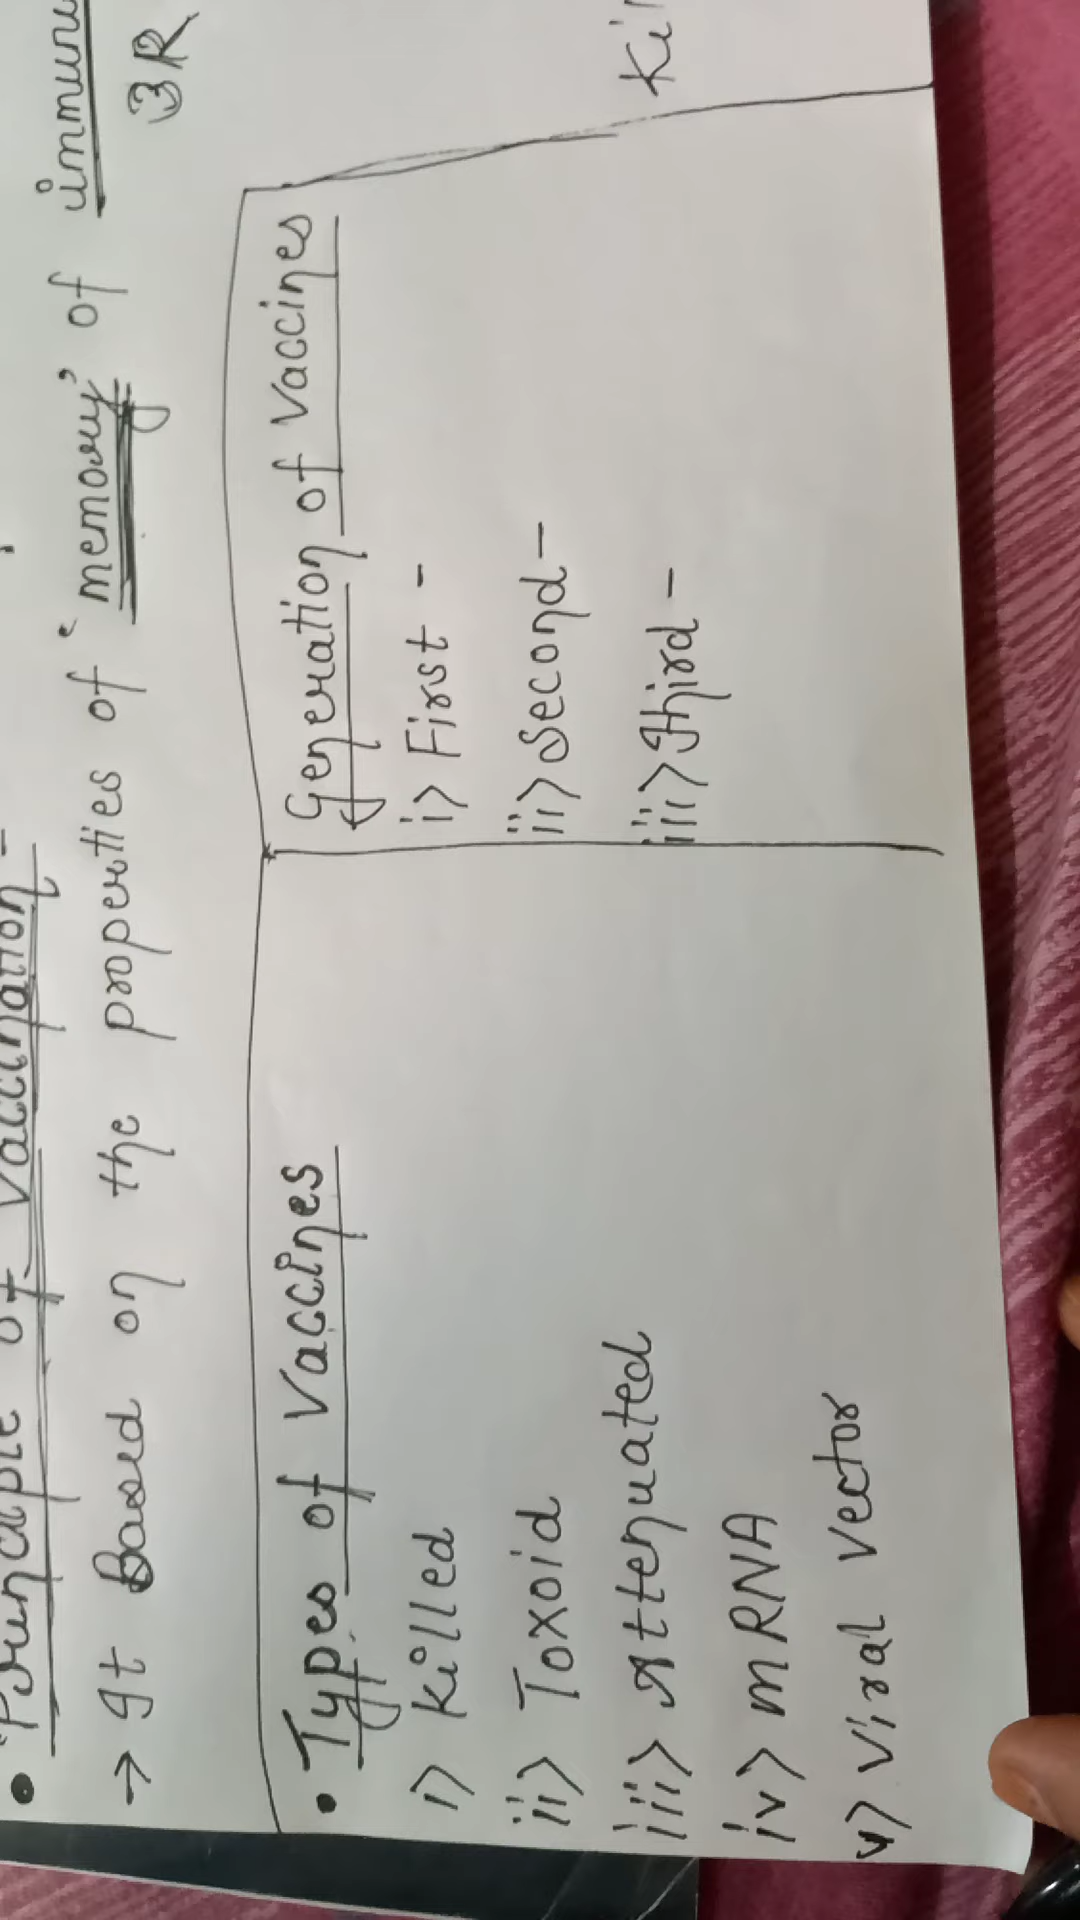 • Principle of Vaccination -
→ It Based on the properties of 'memory' of immun
3R
• Types of Vaccines
i> Killed
ii> Toxoid
iii> Attenuated
iv> mRNA
v> Viral Vector
Generation of Vaccines
i> First -
ii> Second -
iii> Third -
Ki